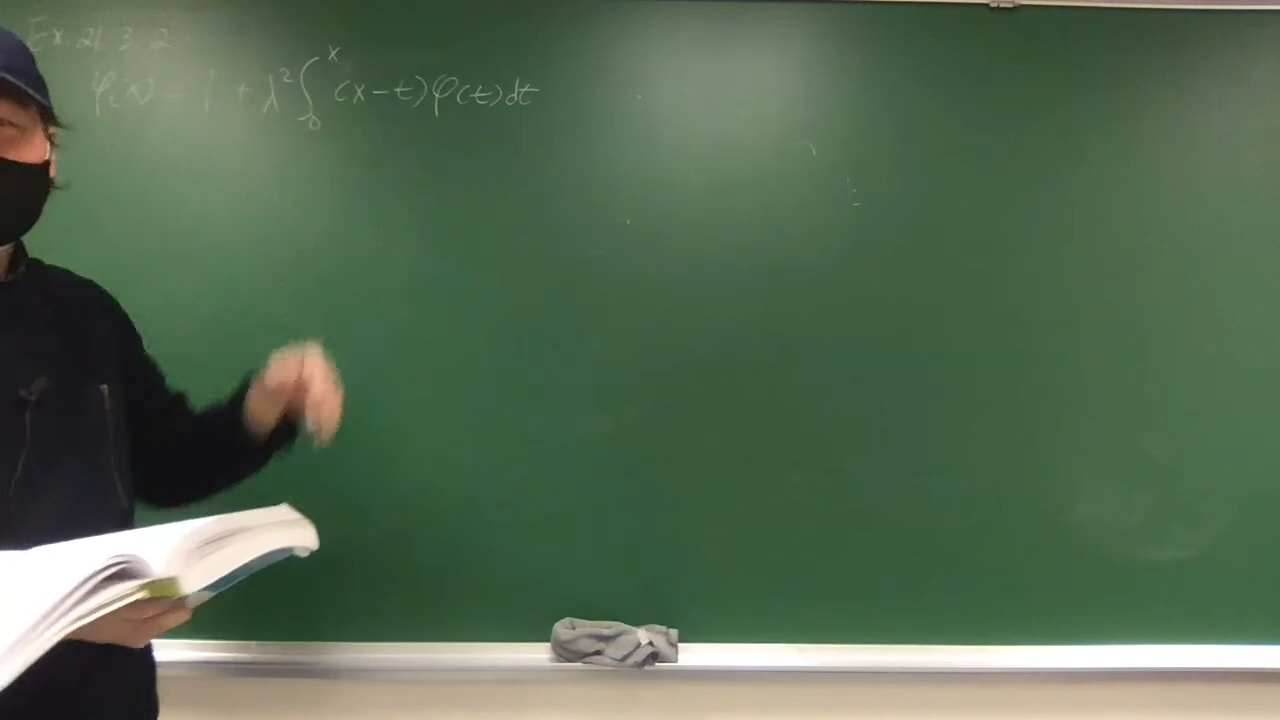 Ex. 21.3.2
φ(x) = 1 + λ² ∫₀ˣ (x-t)φ(t)dt